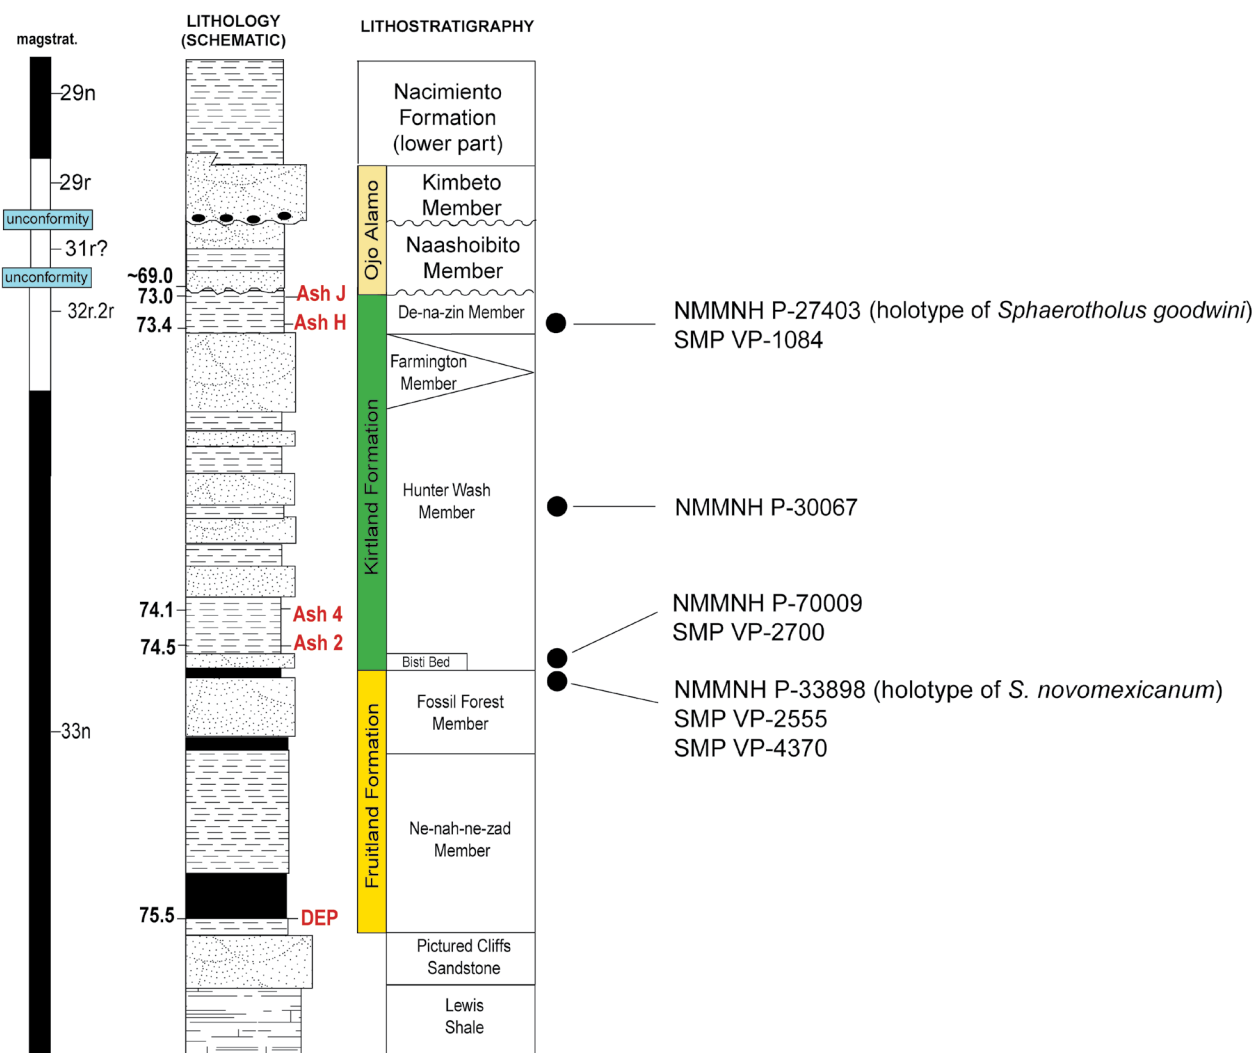 magstrat.
LITHOLOGY
(SCHEMATIC)
LITHOSTRATIGRAPHY
29n
29r
unconformity
31r?
unconformity
32r.2r
33n
~69.0
73.0
73.4
74.1
74.5
75.5
Ash J
Ash H
Ash 4
Ash 2
DEP
Ojo Alamo
Kirtland Formation
Fruitland Formation
Nacimiento
Formation
(lower part)
Kimbeto
Member
Naashoibito
Member
De-na-zin Member
Farmington
Member
Hunter Wash
Member
Bisti Bed
Fossil Forest
Member
Ne-nah-ne-zad
Member
Pictured Cliffs
Sandstone
Lewis
Shale
NMMNH P-27403 (holotype of Sphaerotholus goodwini)
SMP VP-1084
NMMNH P-30067
NMMNH P-70009
SMP VP-2700
NMMNH P-33898 (holotype of S. novomexicanum)
SMP VP-2555
SMP VP-4370